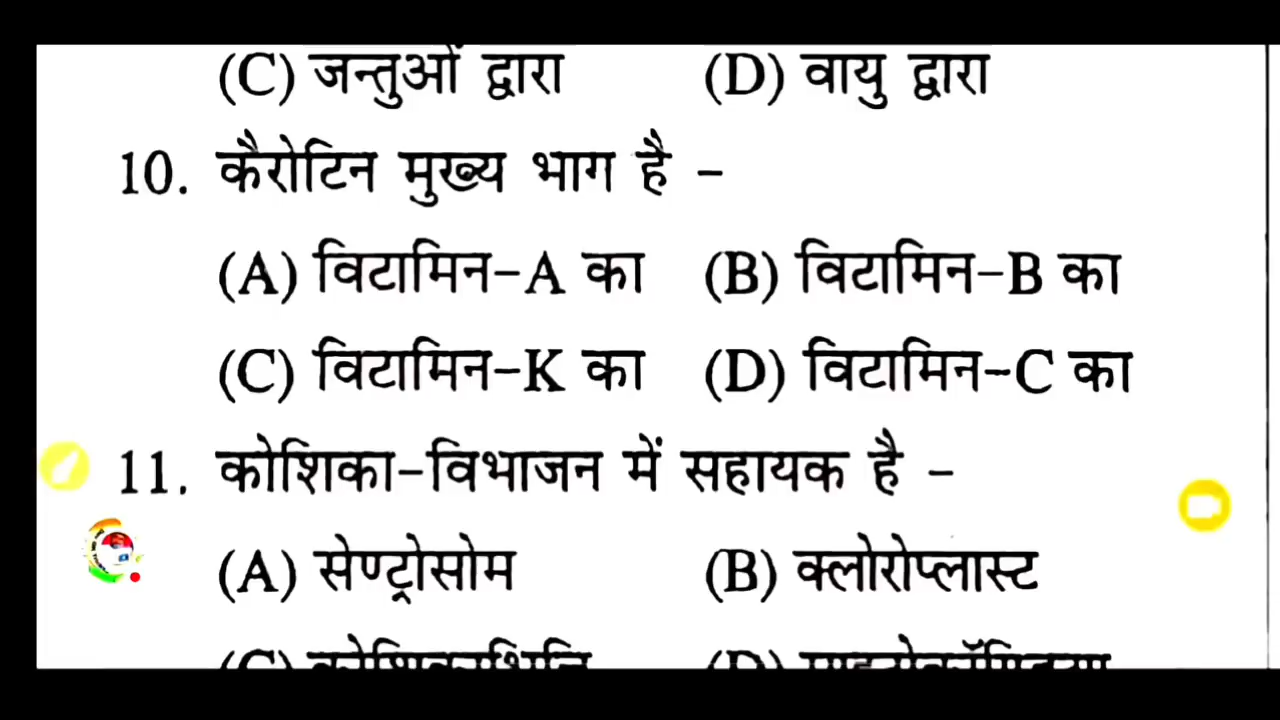 (C) जन्तुओं द्वारा (D) वायु द्वारा
10. कैरोटिन मुख्य भाग है -
(A) विटामिन-A का (B) विटामिन-B का
(C) विटामिन-K का (D) विटामिन-C का
11. कोशिका-विभाजन में सहायक है -
(A) सेण्ट्रोसोम (B) क्लोरोप्लास्ट